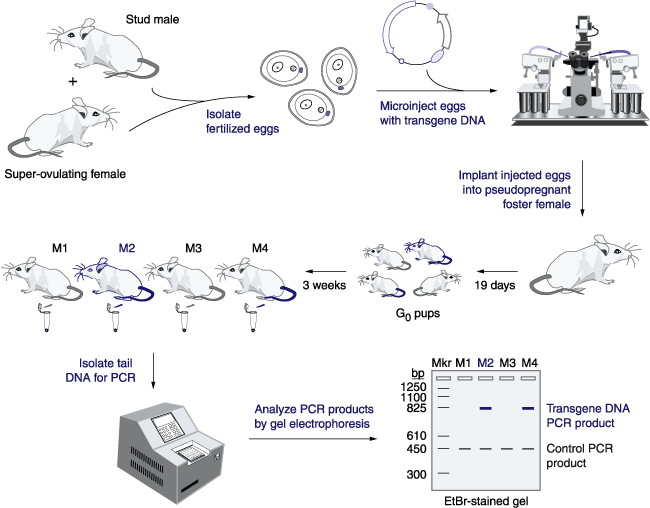 Stud male
+
Super-ovulating female
Isolate
fertilized eggs
Microinject eggs
with transgene DNA
Implant injected eggs
into pseudopregnant
foster female
19 days
G0 pups
3 weeks
M1 M2 M3 M4
Isolate tail
DNA for PCR
Analyze PCR products
by gel electrophoresis
bp Mkr M1 M2 M3 M4
1250
1100
825
610
450
300
Transgene DNA
PCR product
Control PCR
product
EtBr-stained gel